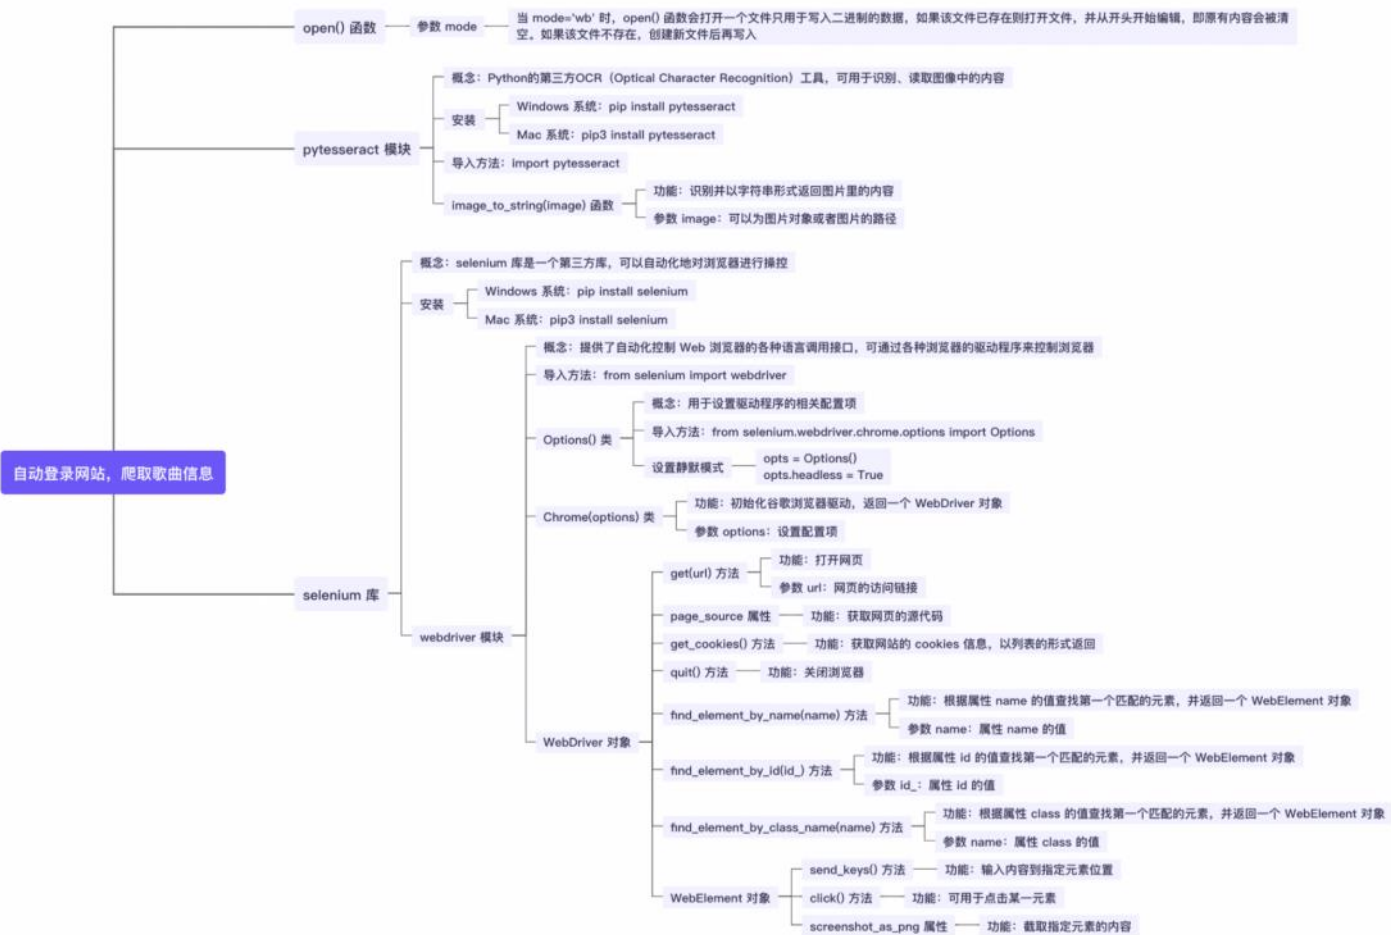 open() 函数
参数 mode
当 mode='wb' 时，open() 函数会打开一个文件只用于写入二进制的数据，如果该文件已存在则打开文件，并从开头开始编辑，即原有内容会被清
空。如果该文件不存在，创建新文件后再写入
pytesseract 模块
概念：Python的第三方OCR（Optical Character Recognition）工具，可用于识别、读取图像中的内容
安装
Windows 系统：pip install pytesseract
Mac 系统：pip3 install pytesseract
导入方法：import pytesseract
image_to_string(image) 函数
功能：识别并以字符串形式返回图片里的内容
参数 image：可以为图片对象或者图片的路径
自动登录网站，爬取歌曲信息
selenium 库
概念：selenium 库是一个第三方库，可以自动化地对浏览器进行操控
安装
Windows 系统：pip install selenium
Mac 系统：pip3 install selenium
webdriver 模块
概念：提供了自动化控制 Web 浏览器的各种语言调用接口，可通过各种浏览器的驱动程序来控制浏览器
导入方法：from selenium import webdriver
Options() 类
概念：用于设置驱动程序的相关配置项
导入方法：from selenium.webdriver.chrome.options import Options
设置静默模式
opts = Options()
opts.headless = True
Chrome(options) 类
功能：初始化谷歌浏览器驱动，返回一个 WebDriver 对象
参数 options：设置配置项
WebDriver 对象
get(url) 方法
功能：打开网页
参数 url：网页的访问链接
page_source 属性
功能：获取网页的源代码
get_cookies() 方法
功能：获取网站的 cookies 信息，以列表的形式返回
quit() 方法
功能：关闭浏览器
find_element_by_name(name) 方法
功能：根据属性 name 的值查找第一个匹配的元素，并返回一个 WebElement 对象
参数 name：属性 name 的值
find_element_by_id(id_) 方法
功能：根据属性 id 的值查找第一个匹配的元素，并返回一个 WebElement 对象
参数 id_：属性 id 的值
find_element_by_class_name(name) 方法
功能：根据属性 class 的值查找第一个匹配的元素，并返回一个 WebElement 对象
参数 name：属性 class 的值
WebElement 对象
send_keys() 方法
功能：输入内容到指定元素位置
click() 方法
功能：可用于点击某一元素
screenshot_as_png 属性
功能：截取指定元素的内容